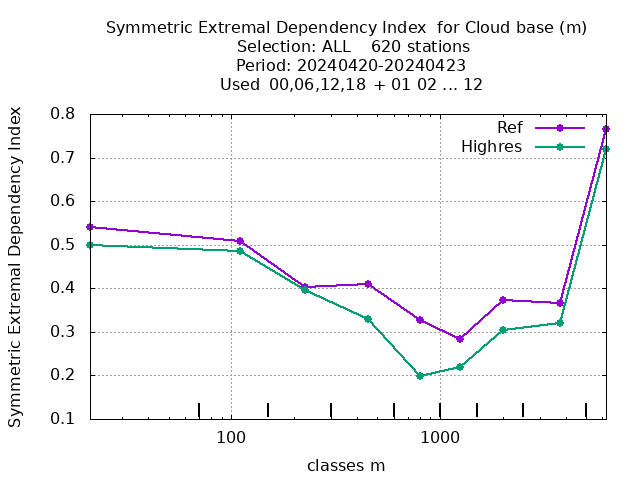 Symmetric Extremal Dependency Index  for Cloud base (m)
Selection: ALL    620 stations
Period: 20240420-20240423
Used  00,06,12,18  + 01 02 ... 12
Symmetric Extremal Dependency Index
0.8
0.7
0.6
0.5
0.4
0.3
0.2
0.1
Ref
Highres
100
1000
classes m